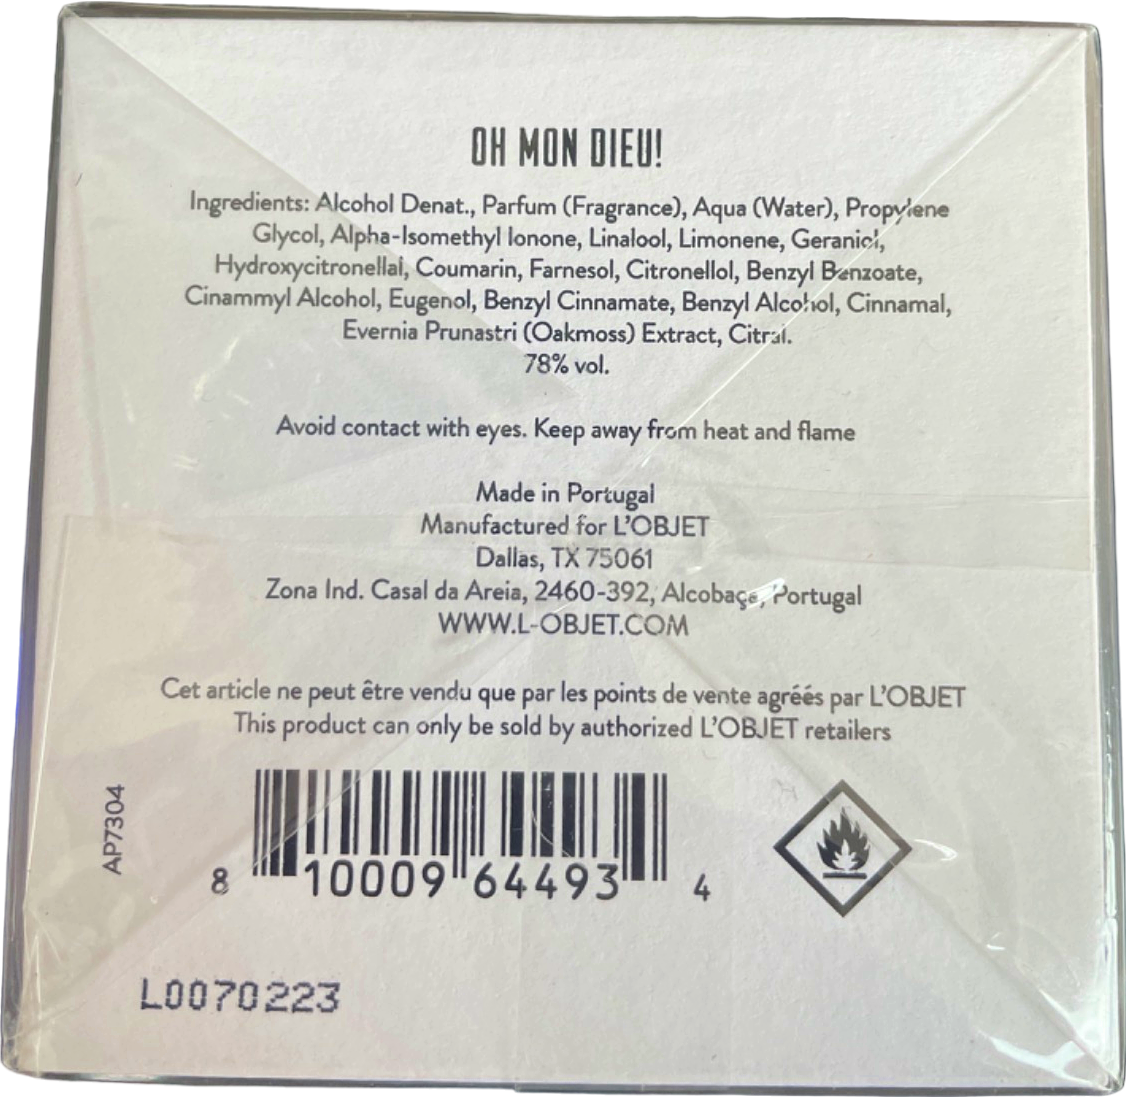 OH MON DIEU!
Ingredients: Alcohol Denat., Parfum (Fragrance), Aqua (Water), Propylene
Glycol, Alpha-Isomethyl Ionone, Linalool, Limonene, Geraniol,
Hydroxycitronellal, Coumarin, Farnesol, Citronellol, Benzyl Benzoate,
Cinammyl Alcohol, Eugenol, Benzyl Cinnamate, Benzyl Alcohol, Cinnamal,
Evernia Prunastri (Oakmoss) Extract, Citral.
78% vol.
Avoid contact with eyes. Keep away from heat and flame
Made in Portugal
Manufactured for L'OBJET
Dallas, TX 75061
Zona Ind. Casal da Areia, 2460-392, Alcobaça, Portugal
WWW.L-OBJET.COM
Cet article ne peut être vendu que par les points de vente agréés par L'OBJET
This product can only be sold by authorized L'OBJET retailers
AP7304
8 10009 64493 4
L0070223